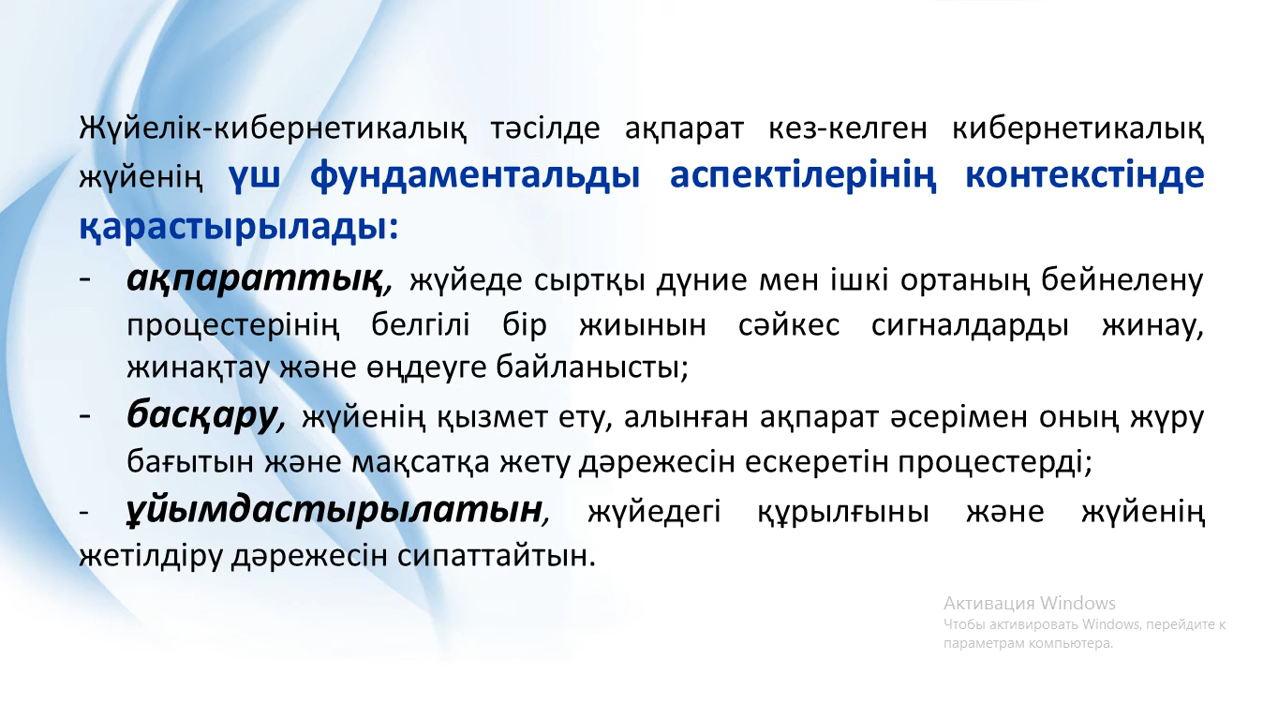 Жүйелік-кибернетикалық тәсілде ақпарат кез-келген кибернетикалық
жүйенің үш фундаментальды аспектілерінің контекстінде
қарастырылады:
- ақпараттық, жүйеде сыртқы дүние мен ішкі ортаның бейнелену
процестерінің белгілі бір жиынын сәйкес сигналдарды жинау,
жинақтау және өңдеуге байланысты;
- басқару, жүйенің қызмет ету, алынған ақпарат әсерімен оның жүру
бағытын және мақсатқа жету дәрежесін ескеретін процестерді;
- ұйымдастырылатын, жүйедегі құрылғыны және жүйенің
жетілдіру дәрежесін сипаттайтын.
Активация Windows
Чтобы активировать Windows, перейдите к
параметрам компьютера.